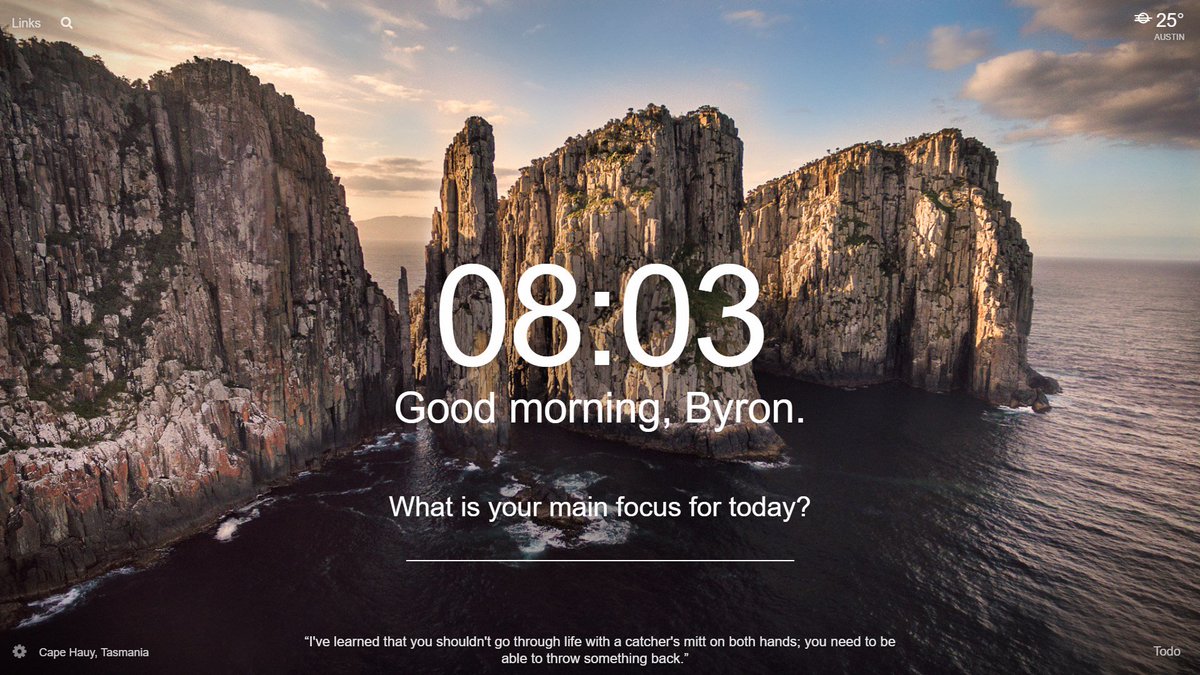 Links
25°
AUSTIN
08:03
Good morning, Byron.
What is your main focus for today?
“I've learned that you shouldn't go through life with a catcher's mitt on both hands; you need to be
able to throw something back.”
Cape Hauy, Tasmania
Todo